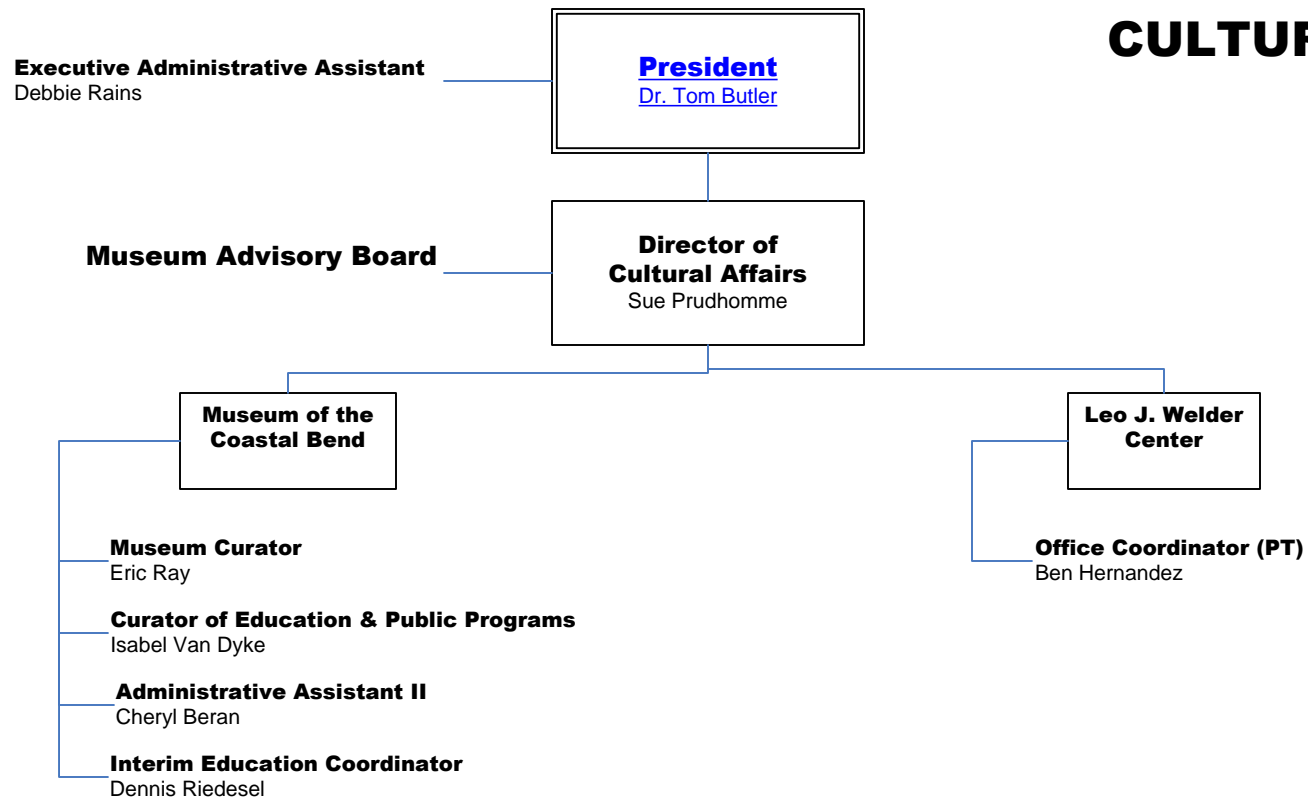 CULTUR
Executive Administrative Assistant
Debbie Rains
President
Dr. Tom Butler
Museum Advisory Board
Director of
Cultural Affairs
Sue Prudhomme
Museum of the
Coastal Bend
Leo J. Welder
Center
Museum Curator
Eric Ray
Curator of Education & Public Programs
Isabel Van Dyke
Administrative Assistant II
Cheryl Beran
Interim Education Coordinator
Dennis Riedesel
Office Coordinator (PT)
Ben Hernandez